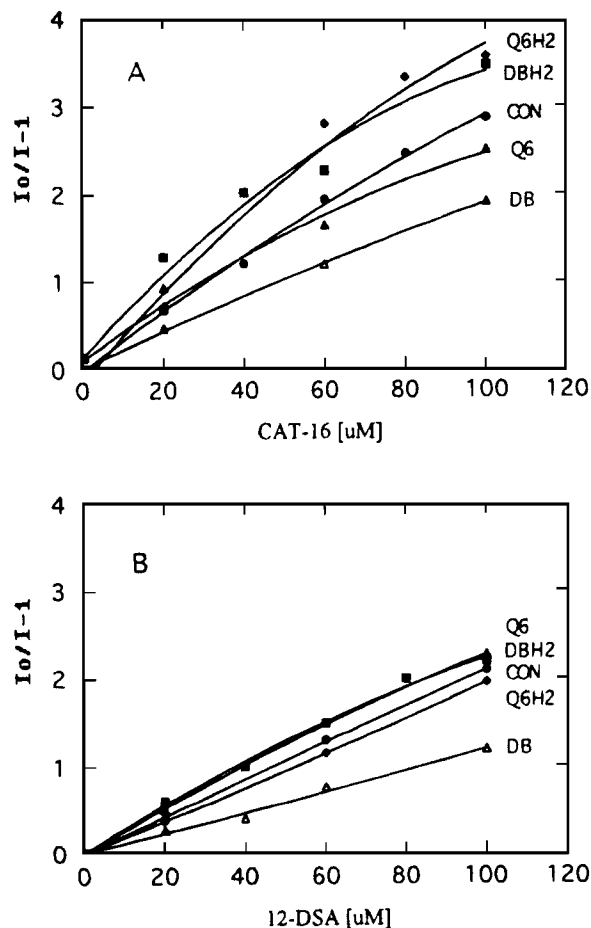 A
Io/I-1
4
3
2
1
0
Q6H2
DBH2
CON
Q6
DB
0 20 40 60 80 100 120
CAT-16 [uM]
B
Io/I-1
4
3
2
1
0
Q6
DBH2
CON
Q6H2
DB
0 20 40 60 80 100 120
12-DSA [uM]